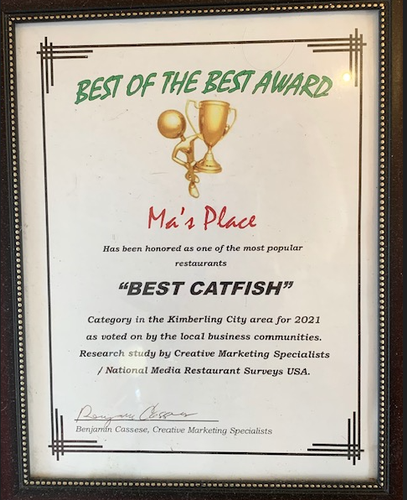 BEST OF THE BEST AWARD
Ma's Place
Has been honored as one of the most popular
restaurants
"BEST CATFISH"
Category in the Kimberling City area for 2021
as voted on by the local business communities.
Research study by Creative Marketing Specialists
/ National Media Restaurant Surveys USA.
Benjamin Cassese
Benjamin Cassese, Creative Marketing Specialists